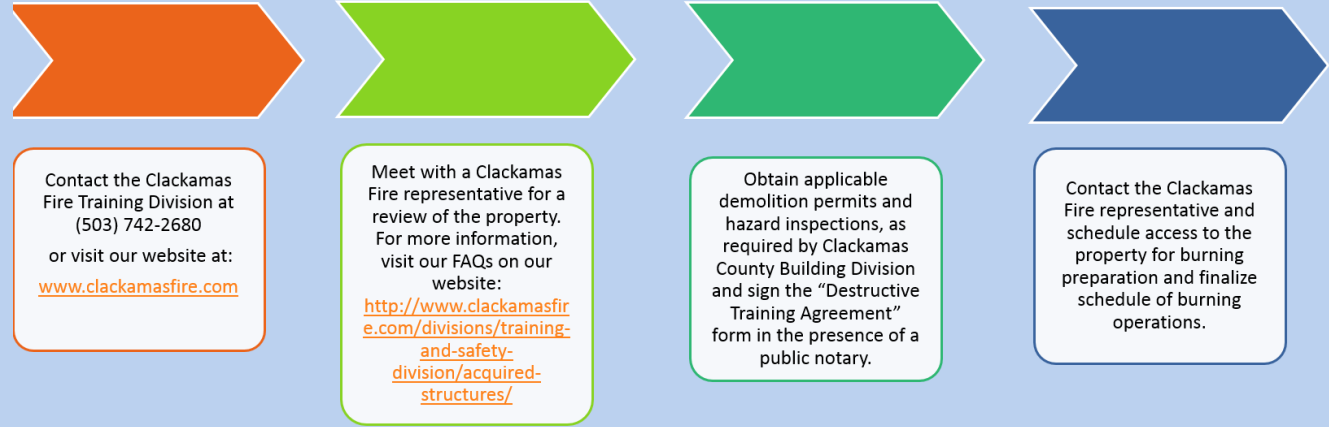 Contact the Clackamas
Fire Training Division at
(503) 742-2680
or visit our website at:
www.clackamasfire.com
Meet with a Clackamas
Fire representative for a
review of the property.
For more information,
visit our FAQs on our
website:
http://www.clackamasfir
e.com/divisions/training-
and-safety-
division/acquired-
structures/
Obtain applicable
demolition permits and
hazard inspections, as
required by Clackamas
County Building Division
and sign the “Destructive
Training Agreement”
form in the presence of a
public notary.
Contact the Clackamas
Fire representative and
schedule access to the
property for burning
preparation and finalize
schedule of burning
operations.